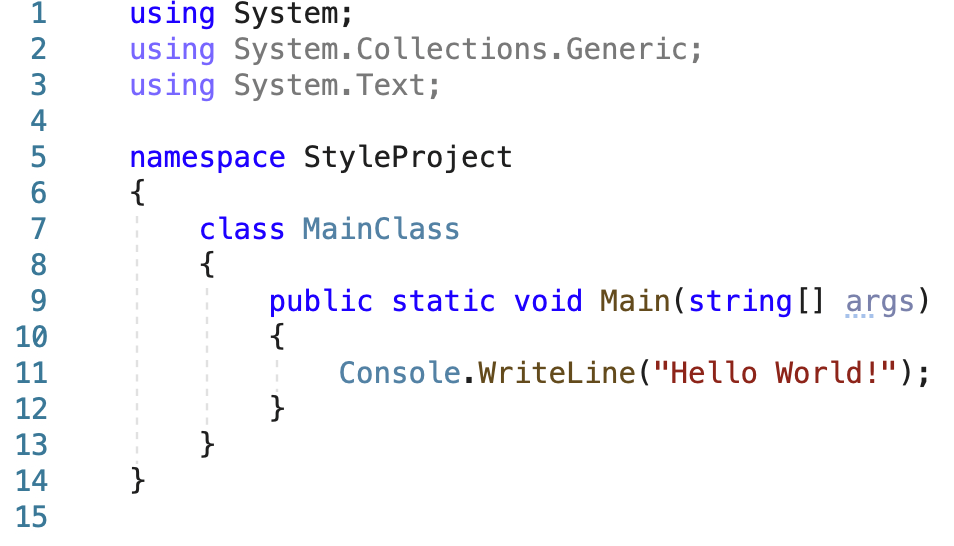 1 using System;
2 using System.Collections.Generic;
3 using System.Text;
4
5 namespace StyleProject
6 {
7     class MainClass
8     {
9         public static void Main(string[] args)
10         {
11             Console.WriteLine("Hello World!");
12         }
13     }
14 }
15